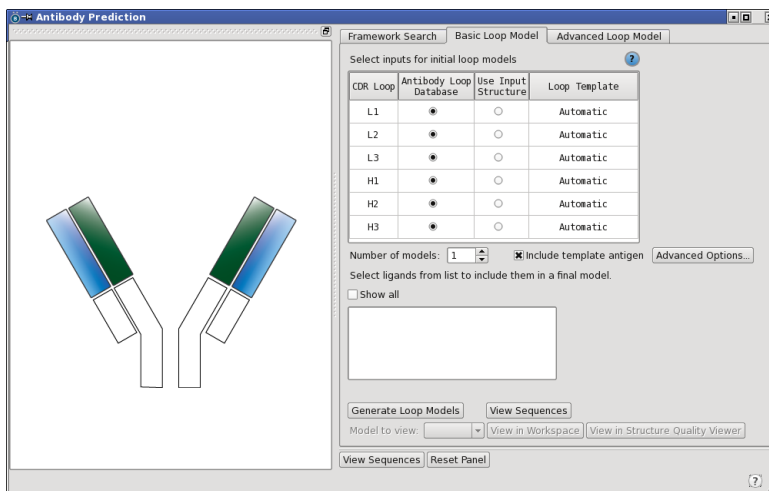 Antibody Prediction
Framework Search Basic Loop Model Advanced Loop Model
Select inputs for initial loop models ?
CDR Loop Antibody Loop Database Use Input Structure Loop Template
L1 Automatic
L2 Automatic
L3 Automatic
H1 Automatic
H2 Automatic
H3 Automatic
Number of models: 1 Include template antigen Advanced Options...
Select ligands from list to include them in a final model.
Show all
Generate Loop Models View Sequences
Model to view: View in Workspace View in Structure Quality Viewer
View Sequences Reset Panel
?